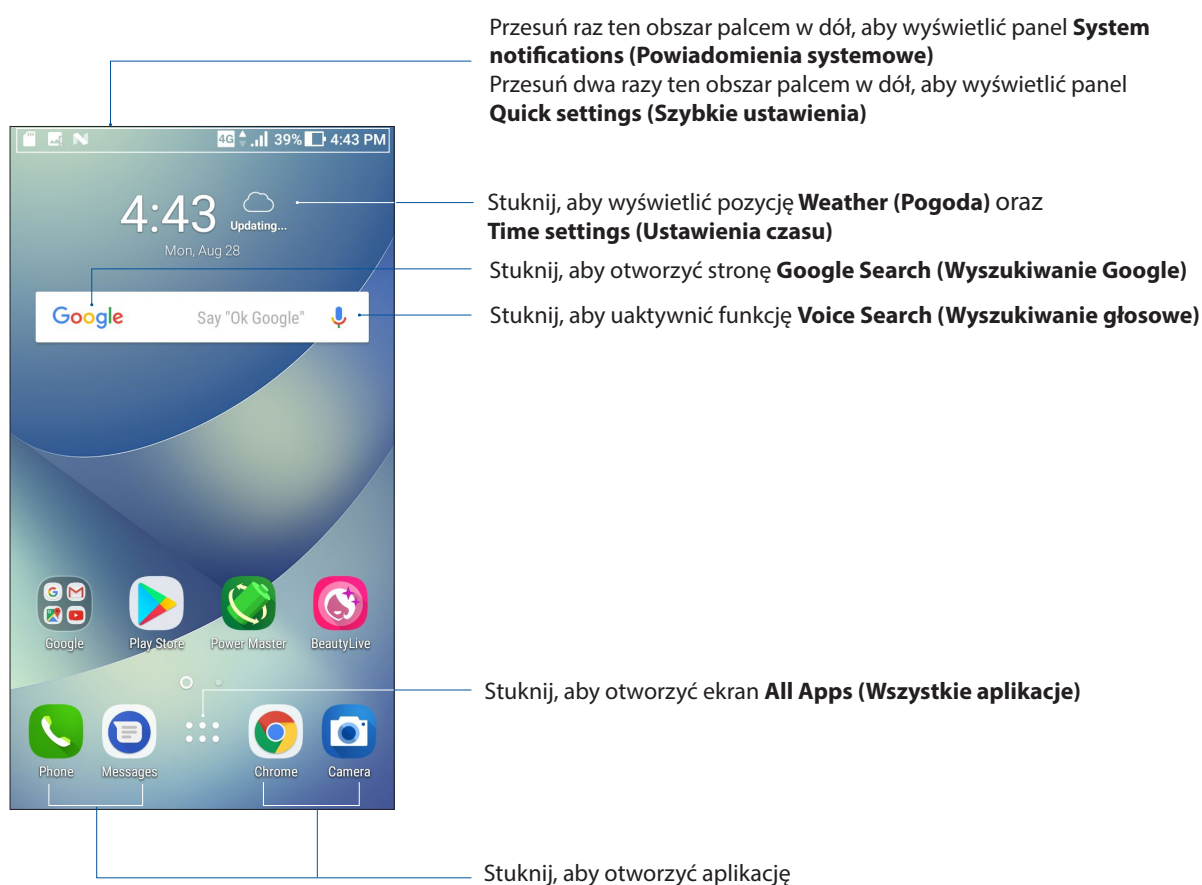 Przesuń raz ten obszar palcem w dół, aby wyświetlić panel System
notifications (Powiadomienia systemowe)
Przesuń dwa razy ten obszar palcem w dół, aby wyświetlić panel
Quick settings (Szybkie ustawienia)
4G 39% 4:43 PM
4:43
Updating...
Mon, Aug 28
Stuknij, aby wyświetlić pozycję Weather (Pogoda) oraz
Time settings (Ustawienia czasu)
Stuknij, aby otworzyć stronę Google Search (Wyszukiwanie Google)
Google Say "Ok Google"
Stuknij, aby uaktywnić funkcję Voice Search (Wyszukiwanie głosowe)
Google Play Store Power Master BeautyLive
Stuknij, aby otworzyć ekran All Apps (Wszystkie aplikacje)
Phone Messages Chrome Camera
Stuknij, aby otworzyć aplikację